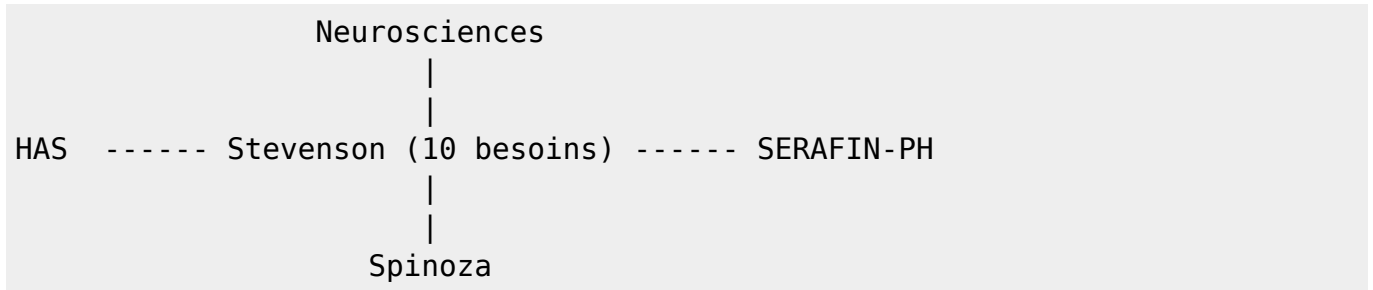 Neurosciences
|
|
HAS ------ Stevenson (10 besoins) ------ SERAFIN-PH
|
|
Spinoza